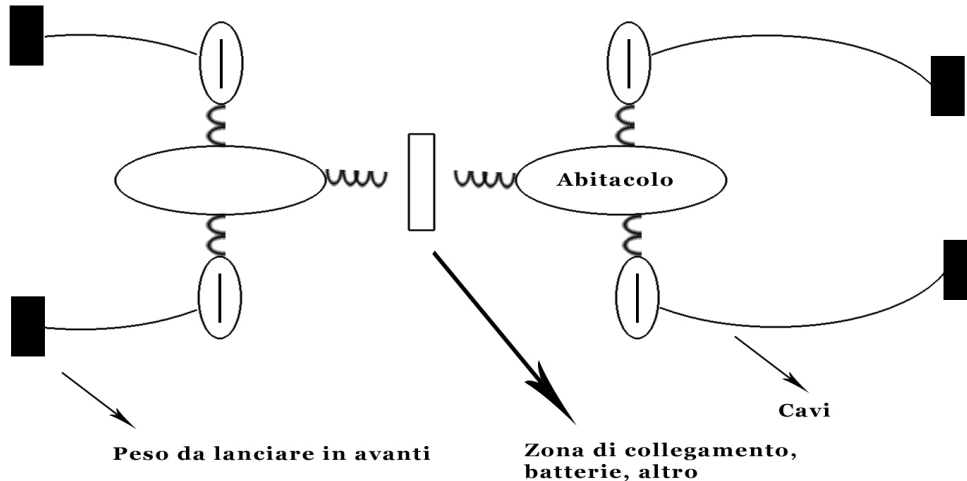 Abitacolo
Cavi
Peso da lanciare in avanti
Zona di collegamento,
batterie, altro